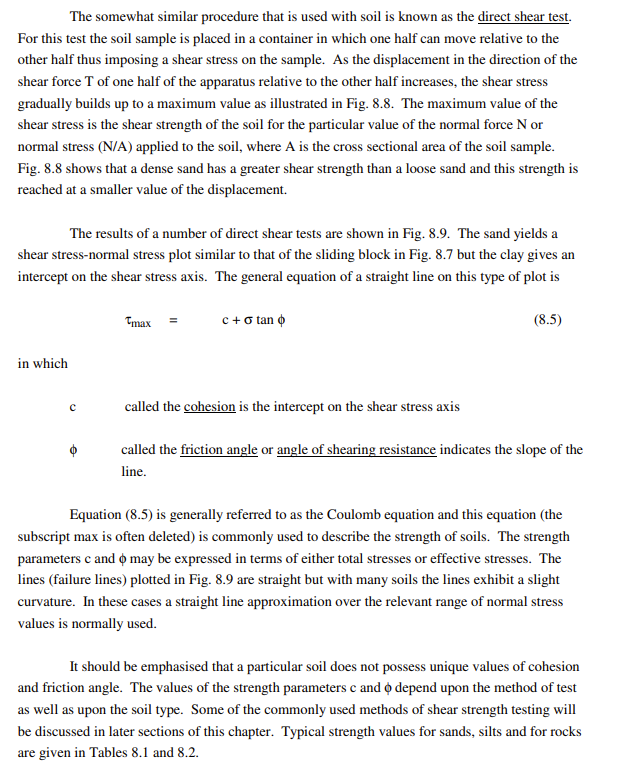 The somewhat similar procedure that is used with soil is known as the direct shear test.
For this test the soil sample is placed in a container in which one half can move relative to the
other half thus imposing a shear stress on the sample. As the displacement in the direction of the
shear force T of one half of the apparatus relative to the other half increases, the shear stress
gradually builds up to a maximum value as illustrated in Fig. 8.8. The maximum value of the
shear stress is the shear strength of the soil for the particular value of the normal force N or
normal stress (N/A) applied to the soil, where A is the cross sectional area of the soil sample.
Fig. 8.8 shows that a dense sand has a greater shear strength than a loose sand and this strength is
reached at a smaller value of the displacement.
The results of a number of direct shear tests are shown in Fig. 8.9. The sand yields a
shear stress-normal stress plot similar to that of the sliding block in Fig. 8.7 but the clay gives an
intercept on the shear stress axis. The general equation of a straight line on this type of plot is
τmax = c + σ tan ϕ (8.5)
in which
c called the cohesion is the intercept on the shear stress axis
ϕ called the friction angle or angle of shearing resistance indicates the slope of the
line.
Equation (8.5) is generally referred to as the Coulomb equation and this equation (the
subscript max is often deleted) is commonly used to describe the strength of soils. The strength
parameters c and ϕ may be expressed in terms of either total stresses or effective stresses. The
lines (failure lines) plotted in Fig. 8.9 are straight but with many soils the lines exhibit a slight
curvature. In these cases a straight line approximation over the relevant range of normal stress
values is normally used.
It should be emphasised that a particular soil does not possess unique values of cohesion
and friction angle. The values of the strength parameters c and ϕ depend upon the method of test
as well as upon the soil type. Some of the commonly used methods of shear strength testing will
be discussed in later sections of this chapter. Typical strength values for sands, silts and for rocks
are given in Tables 8.1 and 8.2.